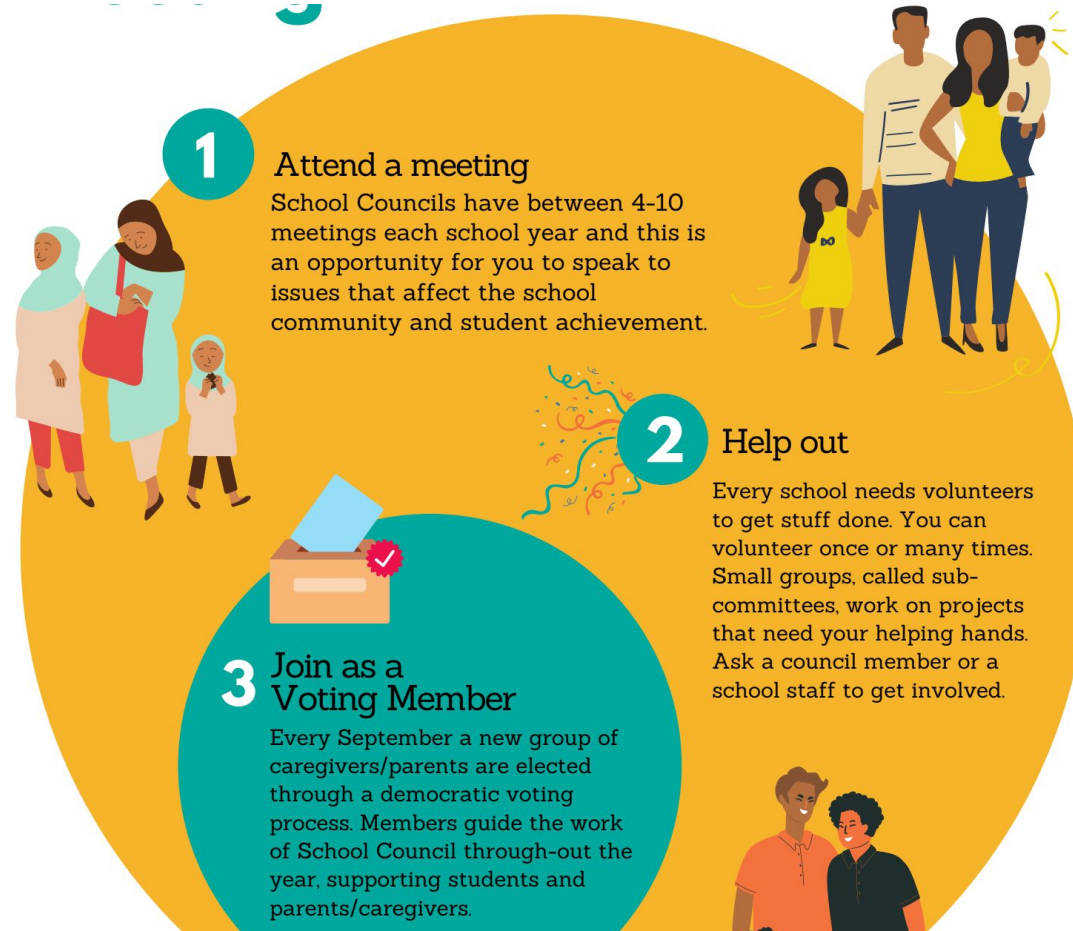 1
Attend a meeting
School Councils have between 4-10
meetings each school year and this is
an opportunity for you to speak to
issues that affect the school
community and student achievement.
2
Help out
Every school needs volunteers
to get stuff done. You can
volunteer once or many times.
Small groups, called sub-
committees, work on projects
that need your helping hands.
Ask a council member or a
school staff to get involved.
3
Join as a
Voting Member
Every September a new group of
caregivers/parents are elected
through a democratic voting
process. Members guide the work
of School Council through-out the
year, supporting students and
parents/caregivers.